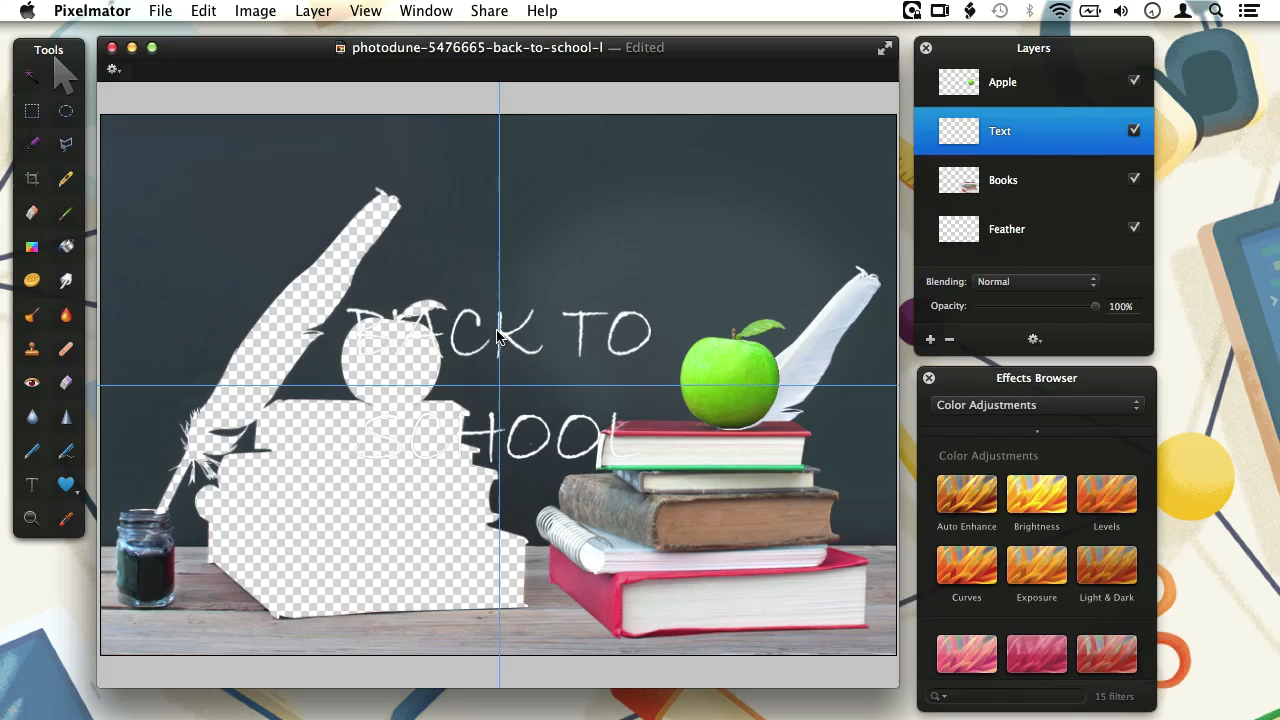 Pixelmator File Edit Image Layer View Window Share Help
Tools
photodune-5476665-back-to-school-l — Edited
BACK TO
SCHOOL
Layers
Apple
Text
Books
Feather
Blending: Normal
Opacity: 100%
Effects Browser
Color Adjustments
Color Adjustments
Auto Enhance Brightness Levels
Curves Exposure Light & Dark
15 filters